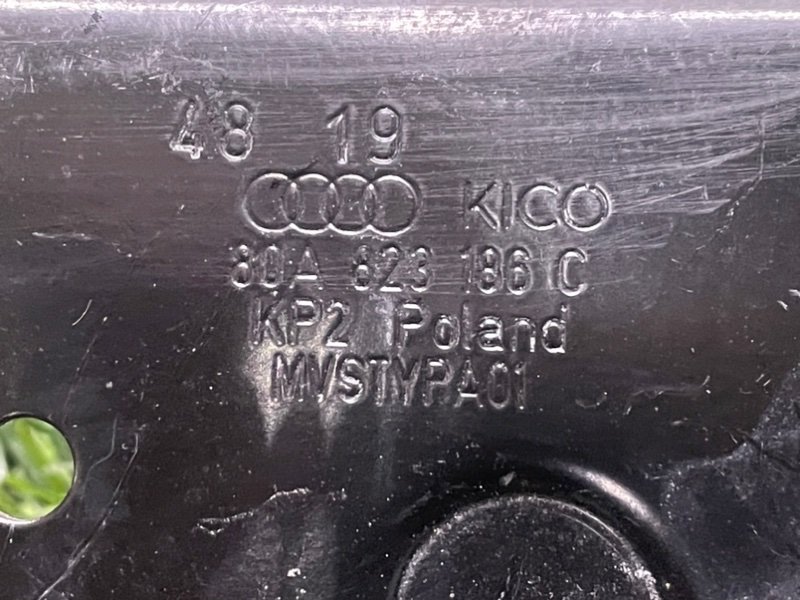 48 19
KICO
80A 823 186 C
KP2 Poland
MVSTYPA01